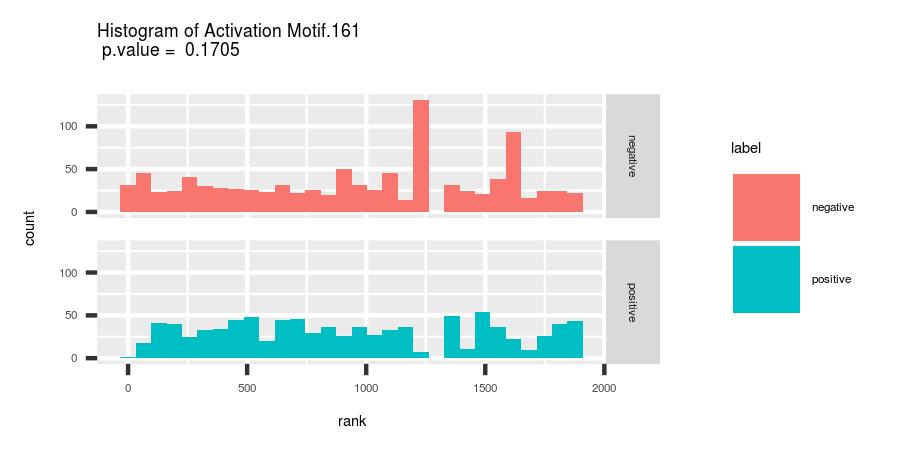 Histogram of Activation Motif.161
p.value = 0.1705
count
100
50
0
negative
100
50
0
positive
0 500 1000 1500 2000
rank
label
negative
positive